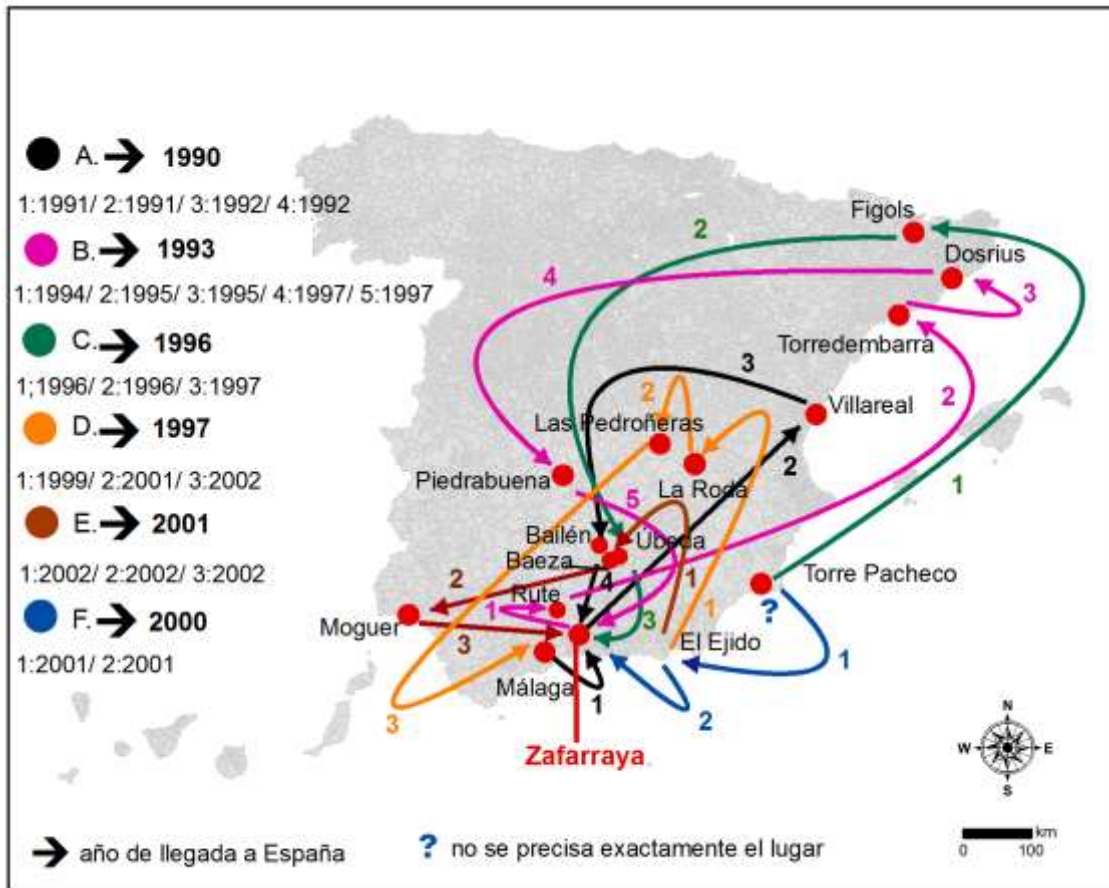 A. → 1990
1:1991/ 2:1991/ 3:1992/ 4:1992
B. → 1993
1:1994/ 2:1995/ 3:1995/ 4:1997/ 5:1997
C. → 1996
1;1996/ 2:1996/ 3:1997
D. → 1997
1:1999/ 2:2001/ 3:2002
E. → 2001
1:2002/ 2:2002/ 3:2002
F. → 2000
1:2001/ 2:2001
Figols
2
Dosrius
4
3
Torredembarra
3
2
2
Villareal
Las Pedroñeras
2
La Roda
1
Piedrabuena
5
Bailén
Úbeda
Baeza
4
1
2
Torre Pacheco
Rute
?
1
3
1
Moguer
3
El Ejido
1
Málaga
1
2
3
Zafarraya
N
W
E
S
→ año de llegada a España
? no se precisa exactamente el lugar
km
0 100